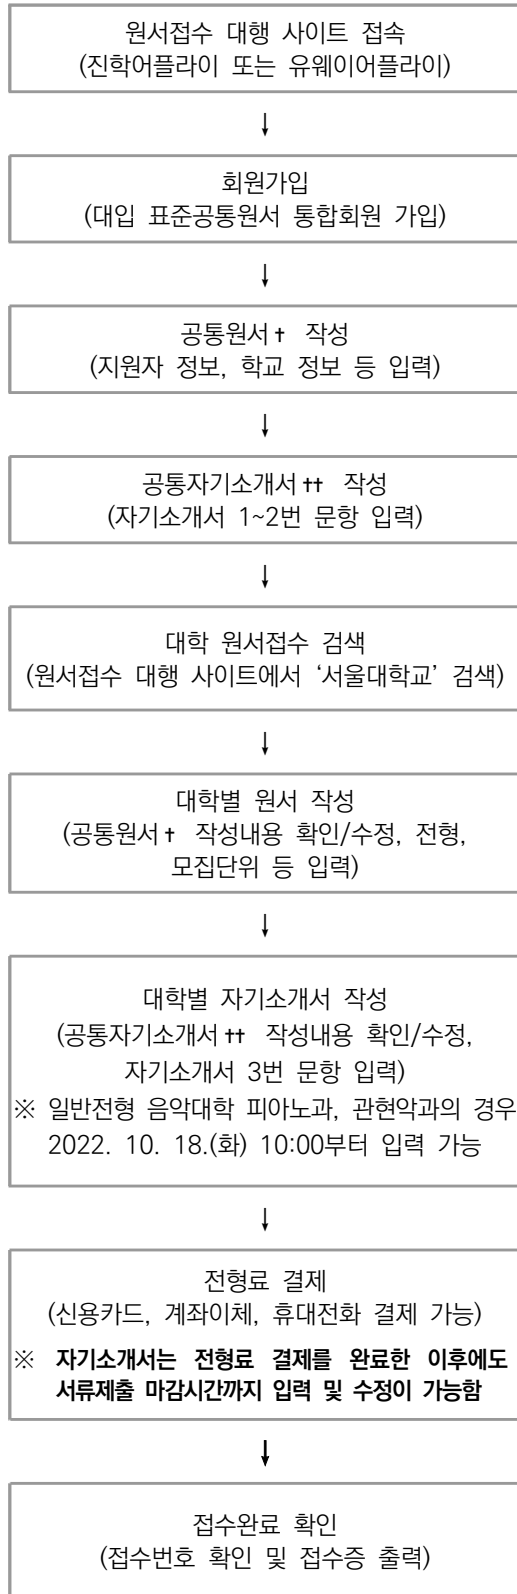 원서접수 대행 사이트 접속
(진학어플라이 또는 유웨이어플라이)
↓
회원가입
(대입 표준공통원서 통합회원 가입)
↓
공통원서✝ 작성
(지원자 정보, 학교 정보 등 입력)
↓
공통자기소개서✝✝ 작성
(자기소개서 1~2번 문항 입력)
↓
대학 원서접수 검색
(원서접수 대행 사이트에서 ‘서울대학교’ 검색)
↓
대학별 원서 작성
(공통원서✝ 작성내용 확인/수정, 전형,
모집단위 등 입력)
↓
대학별 자기소개서 작성
(공통자기소개서✝✝ 작성내용 확인/수정,
자기소개서 3번 문항 입력)
※ 일반전형 음악대학 피아노과, 관현악과의 경우
2022. 10. 18.(화) 10:00부터 입력 가능
↓
전형료 결제
(신용카드, 계좌이체, 휴대전화 결제 가능)
※ 자기소개서는 전형료 결제를 완료한 이후에도
서류제출 마감시간까지 입력 및 수정이 가능함
↓
접수완료 확인
(접수번호 확인 및 접수증 출력)